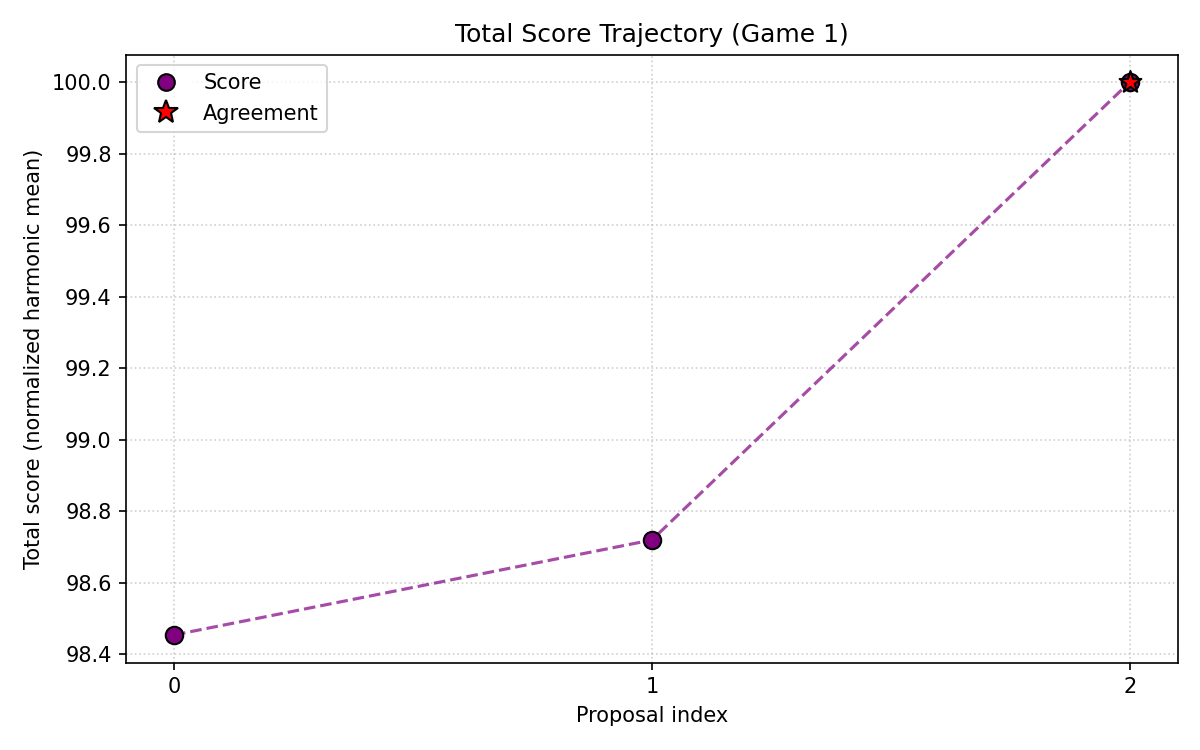 Total Score Trajectory (Game 1)
Score
Agreement
Total score (normalized harmonic mean)
100.0
99.8
99.6
99.4
99.2
99.0
98.8
98.6
98.4
0
1
2
Proposal index